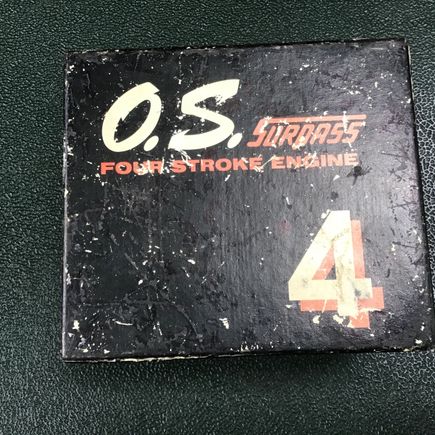 O.S. SURPASS
FOUR STROKE ENGINE
4